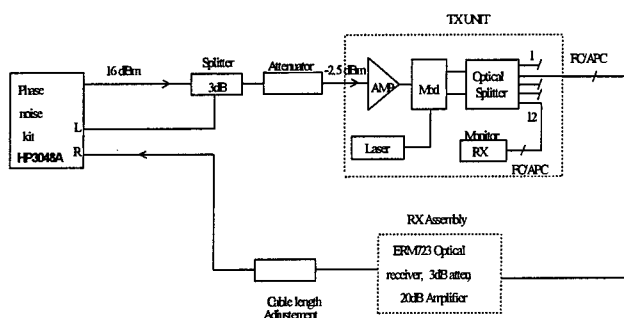 TX UNIT
Splitter
Attenuator
16 dBm
-2,5 dBm
1
FC/APC
3dB
AMP
Mod
Optical
Splitter
Phase
noise
kit
HP3048A
L
R
12
Monitor
RX
Laser
FC/APC
RX Assembly
ERM723 Optical
receiver, 3dB atten,
20dB Amplifier
Cable length
Adjustement